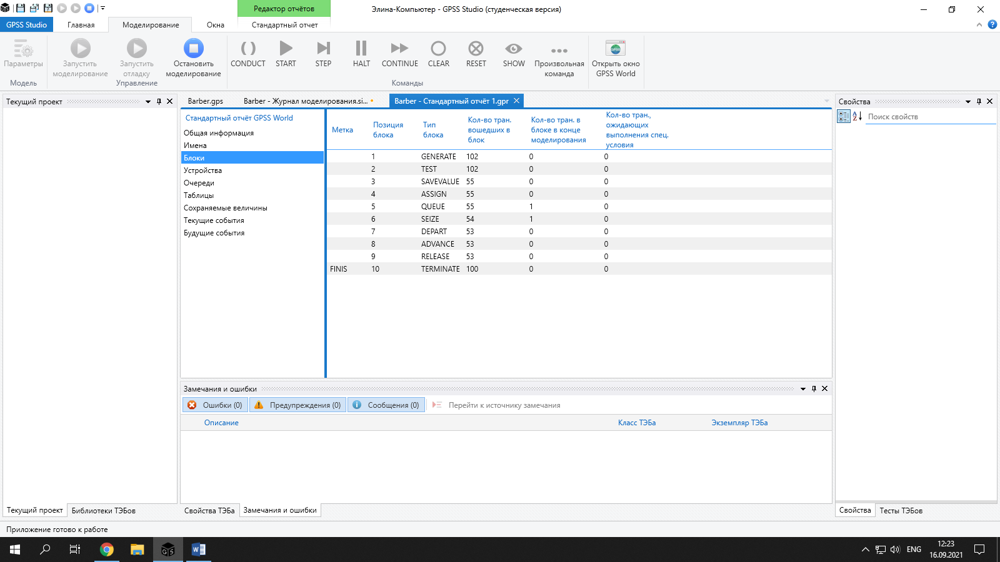 Редактор отчётов
Элина-Компьютер - GPSS Studio (студенческая версия)
GPSS Studio
Главная
Моделирование
Окна
Стандартный отчет
Параметры
Запустить моделирование
Запустить отладку
Остановить моделирование
CONDUCT
START
STEP
HALT
CONTINUE
CLEAR
RESET
SHOW
Произвольная команда
Открыть окно GPSS World
Модель
Управление
Команды
Текущий проект
Barber.gps
Barber - Журнал моделирования.si...
Barber - Стандартный отчёт 1.gpr
Свойства
Поиск свойств
Стандартный отчёт GPSS World
Общая информация
Имена
Блоки
Устройства
Очереди
Таблицы
Сохраняемые величины
Текущие события
Будущие события
Метка
Позиция блока
Тип блока
Кол-во тран. вошедших в блок
Кол-во тран. в блоке в конце моделирования
Кол-во тран., ожидающих выполнения спец. условия
1 GENERATE 102 0 0
2 TEST 102 0 0
3 SAVEVALUE 55 0 0
4 ASSIGN 55 0 0
5 QUEUE 55 1 0
6 SEIZE 54 1 0
7 DEPART 53 0 0
8 ADVANCE 53 0 0
9 RELEASE 53 0 0
FINIS 10 TERMINATE 100 0 0
Замечания и ошибки
Ошибки (0)
Предупреждения (0)
Сообщения (0)
Перейти к источнику замечания
Описание
Класс ТЭБа
Экземпляр ТЭБа
Текущий проект
Библиотеки ТЭБов
Свойства ТЭБа
Замечания и ошибки
Свойства
Тесты ТЭБов
Приложение готово к работе
ENG
12:23
16.09.2021